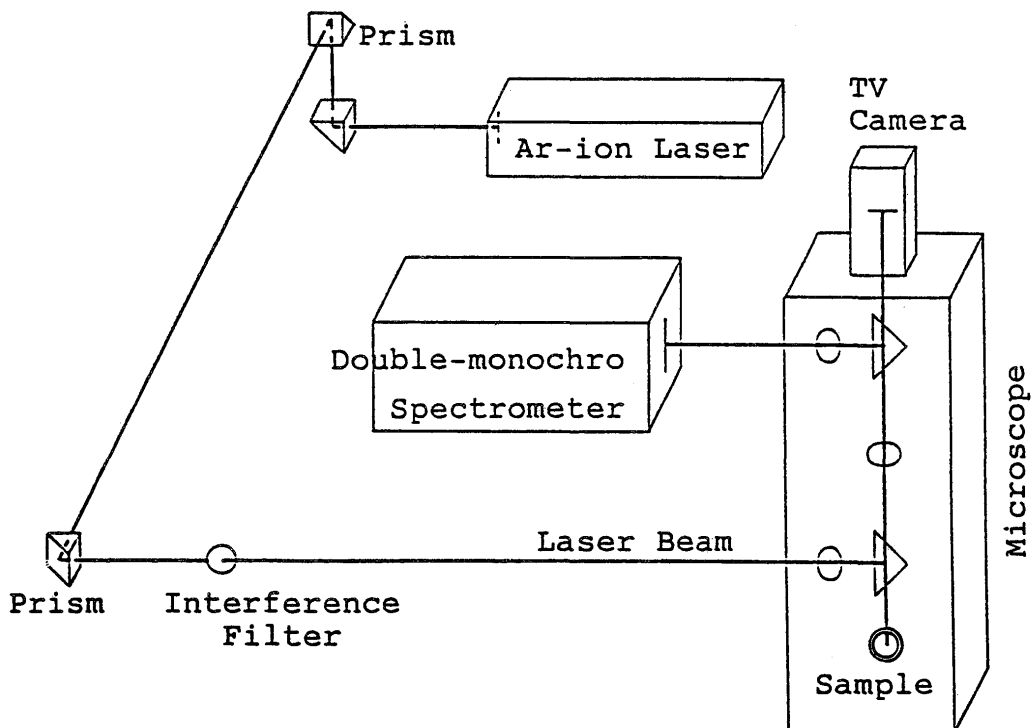 Prism
TV
Camera
Ar-ion Laser
Double-monochro
Spectrometer
Microscope
Laser Beam
Prism
Interference
Filter
Sample